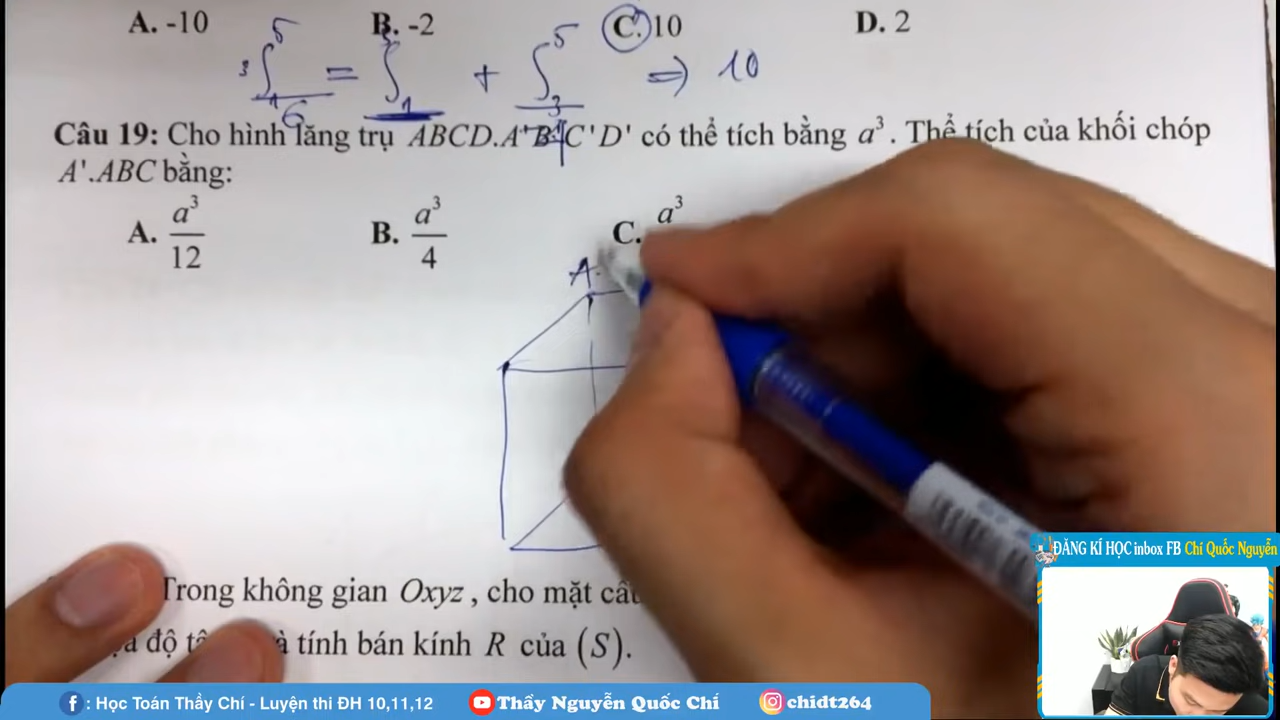 A. -10 B. -2 C. 10 D. 2
∫ = ∫ + ∫ ⇒ 10
Câu 19: Cho hình lăng trụ ABCD.A'B'C'D' có thể tích bằng a³. Thể tích của khối chóp
A'.ABC bằng:
A. a³/12 B. a³/4 C. a³
A
Trong không gian Oxyz, cho mặt
độ tính bán kính R của (S).
ĐĂNG KÍ HỌC inbox FB Chí Quốc Nguyễn
: Học Toán Thầy Chí - Luyện thi ĐH 10,11,12 Thầy Nguyễn Quốc Chí chidt264